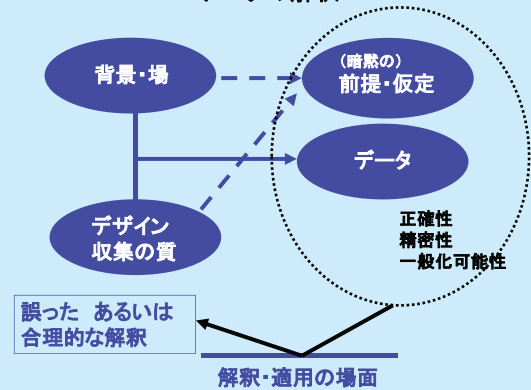 背景・場
(暗黙の)
前提・仮定
データ
デザイン
収集の質
正確性
精密性
一般化可能性
誤った あるいは
合理的な解釈
解釈・適用の場面